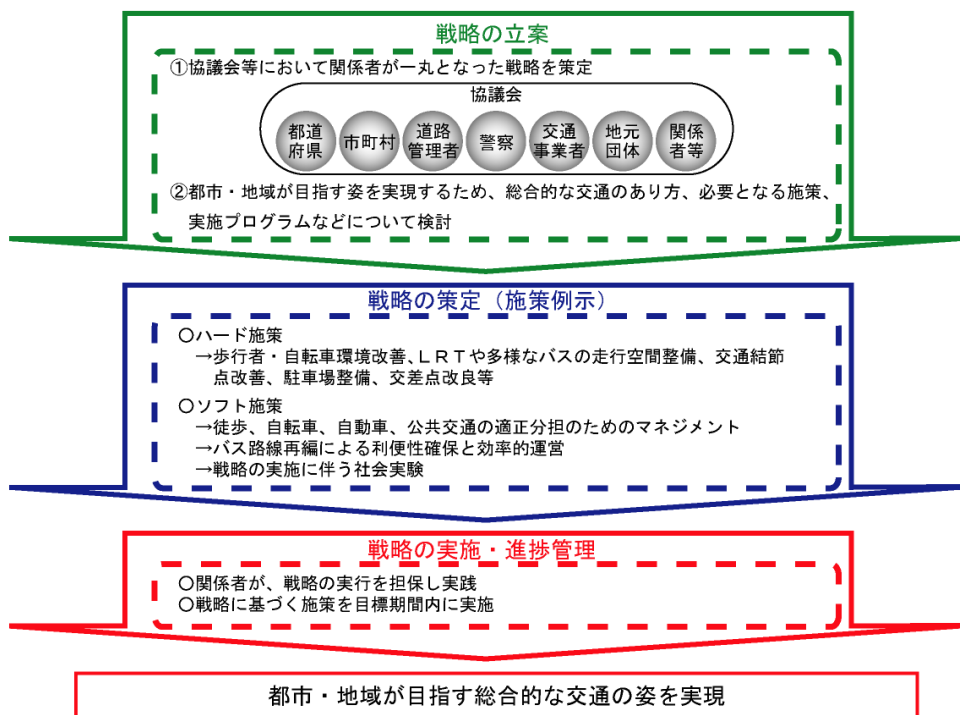 戦略の立案
①協議会等において関係者が一丸となった戦略を策定
協議会
都道
府県
市町村
道路
管理者
警察
交通
事業者
地元
団体
関係
者等
②都市・地域が目指す姿を実現するため、総合的な交通のあり方、必要となる施策、
実施プログラムなどについて検討
戦略の策定（施策例示）
○ハード施策
→歩行者・自転車環境改善、ＬＲＴや多様なバスの走行空間整備、交通結節
点改善、駐車場整備、交差点改良等
○ソフト施策
→徒歩、自転車、自動車、公共交通の適正分担のためのマネジメント
→バス路線再編による利便性確保と効率的運営
→戦略の実施に伴う社会実験
戦略の実施・進捗管理
○関係者が、戦略の実行を担保し実践
○戦略に基づく施策を目標期間内に実施
都市・地域が目指す総合的な交通の姿を実現